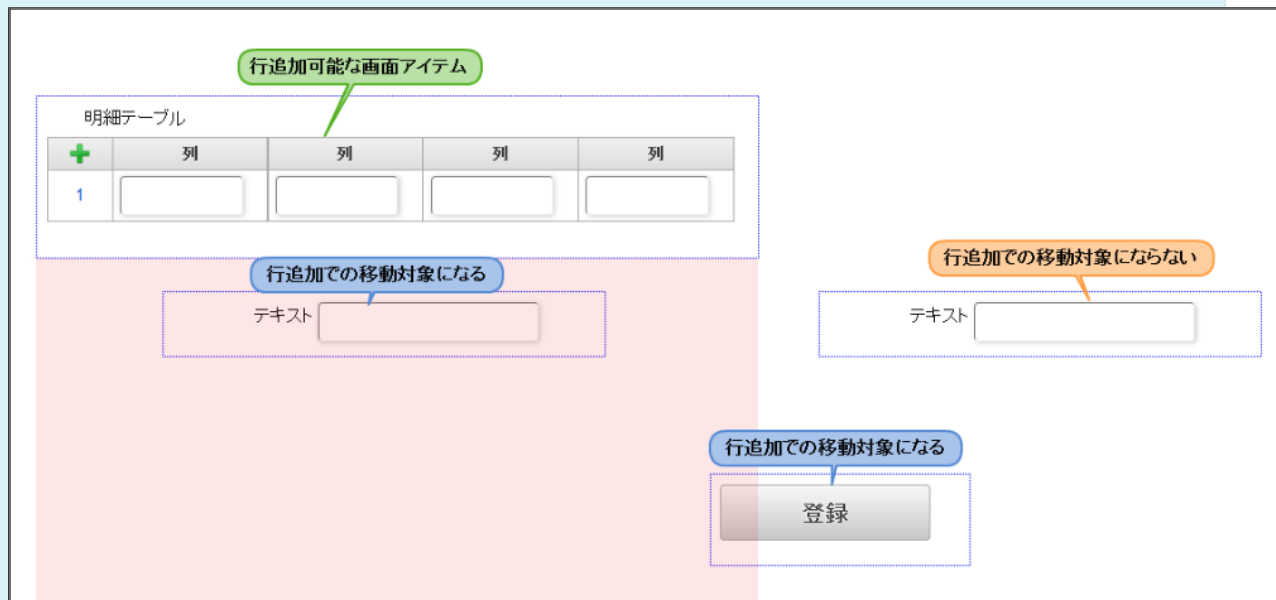 行追加可能な画面アイテム
明細テーブル
列 列 列 列
1
行追加での移動対象にならない
行追加での移動対象になる
テキスト
テキスト
行追加での移動対象になる
登録